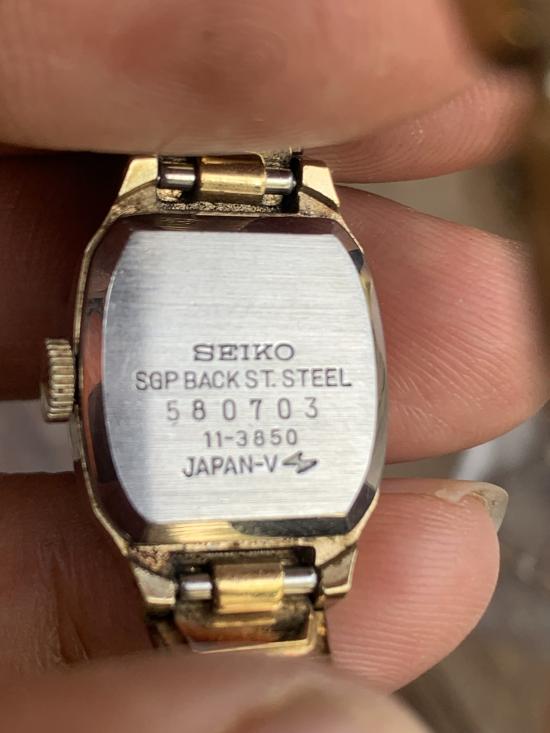 SEIKO
SGP BACK ST. STEEL
580703
11-3850
JAPAN-V